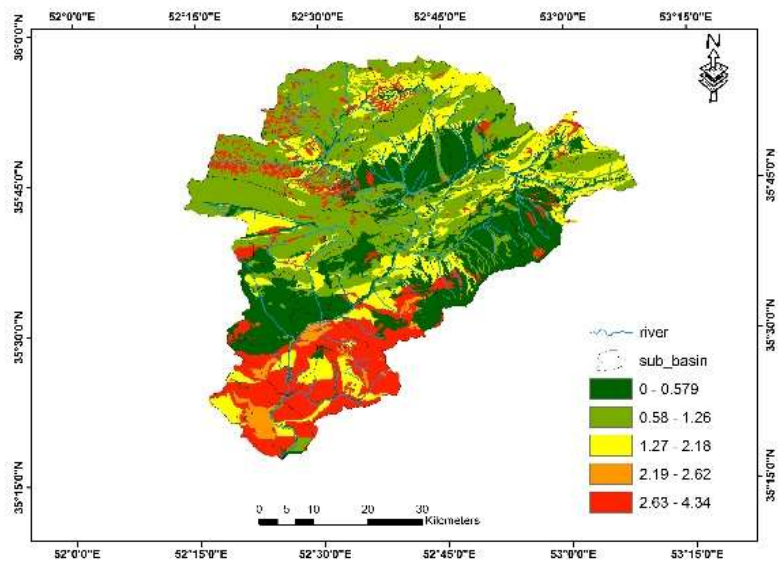 52°0'0"E 52°15'0"E 52°30'0"E 52°45'0"E 53°0'0"E 53°15'0"E
36°0'0"N
N
35°45'0"N 35°45'0"N
35°30'0"N 35°30'0"N
river
sub_basin
0 - 0.579
0.58 - 1.26
1.27 - 2.18
2.19 - 2.62
2.63 - 4.34
35°15'0"N 35°15'0"N
0 5 10 20 30
Kilometers
52°0'0"E 52°15'0"E 52°30'0"E 52°45'0"E 53°0'0"E 53°15'0"E